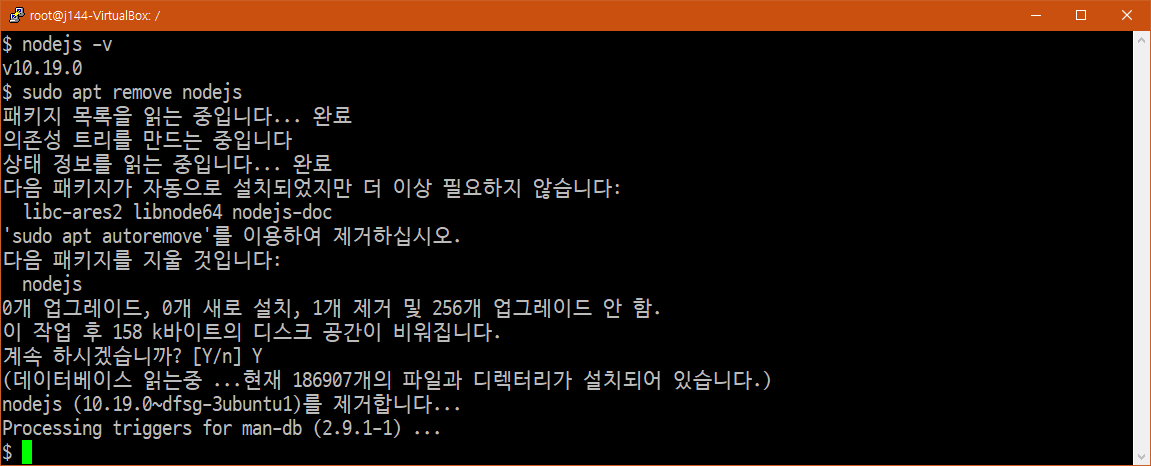 root@j144-VirtualBox: /
$ nodejs -v
v10.19.0
$ sudo apt remove nodejs
패키지 목록을 읽는 중입니다... 완료
의존성 트리를 만드는 중입니다
상태 정보를 읽는 중입니다... 완료
다음 패키지가 자동으로 설치되었지만 더 이상 필요하지 않습니다:
  libc-ares2 libnode64 nodejs-doc
'sudo apt autoremove'를 이용하여 제거하십시오.
다음 패키지를 지울 것입니다:
  nodejs
0개 업그레이드, 0개 새로 설치, 1개 제거 및 256개 업그레이드 안 함.
이 작업 후 158 k바이트의 디스크 공간이 비워집니다.
계속 하시겠습니까? [Y/n] Y
(데이터베이스 읽는중 ...현재 186907개의 파일과 디렉터리가 설치되어 있습니다.)
nodejs (10.19.0~dfsg-3ubuntu1)를 제거합니다...
Processing triggers for man-db (2.9.1-1) ...
$